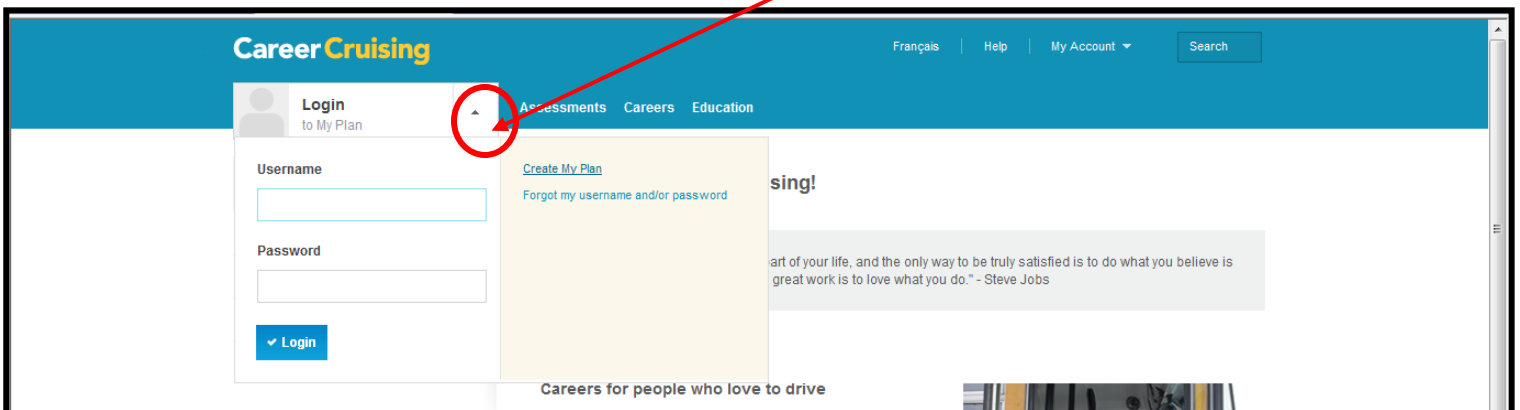 CareerCruising
Français Help My Account Search
Login
to My Plan
Assessments Careers Education
Username
Password
Login
Create My Plan
Forgot my username and/or password
sing!
art of your life, and the only way to be truly satisfied is to do what you believe is
great work is to love what you do." - Steve Jobs
Careers for people who love to drive